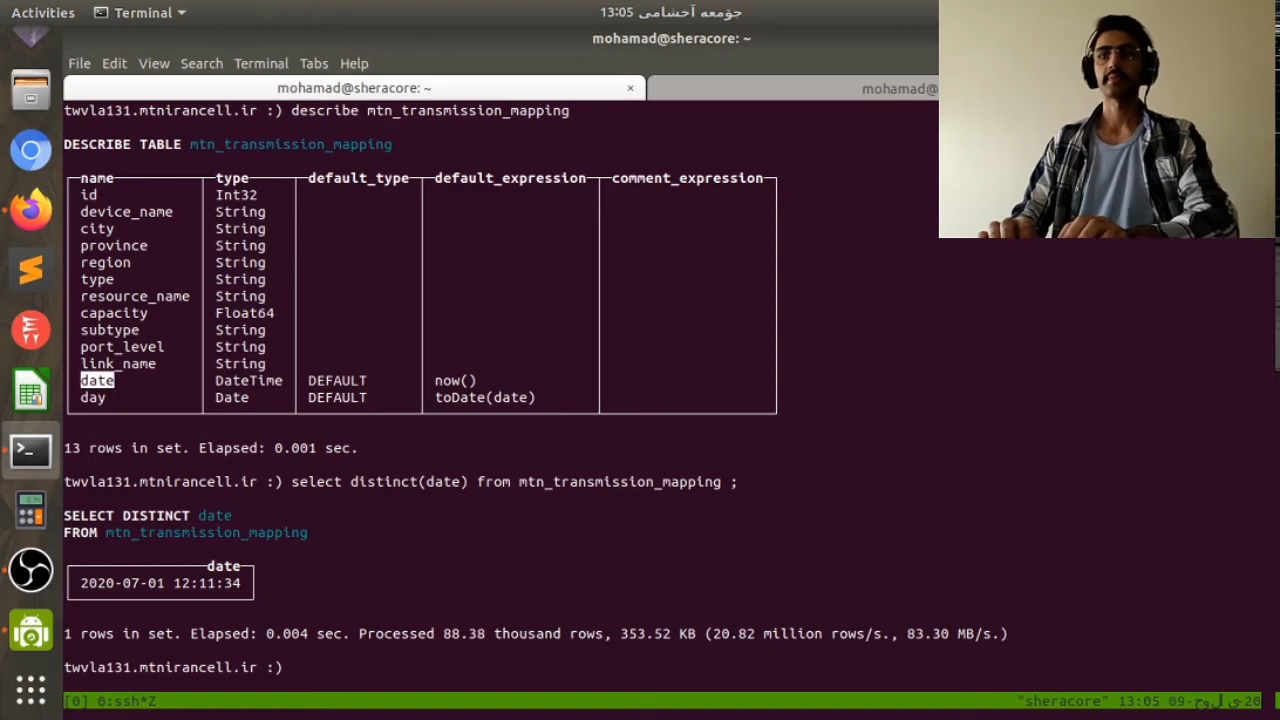 Activities Terminal جۆمعه آخشامی 13:05
mohamad@sheracore: ~
File Edit View Search Terminal Tabs Help
mohamad@sheracore: ~ × mohamad@
twvla131.mtnirancell.ir :) describe mtn_transmission_mapping
DESCRIBE TABLE mtn_transmission_mapping
name type default_type default_expression comment_expression
id Int32
device_name String
city String
province String
region String
type String
resource_name String
capacity Float64
subtype String
port_level String
link_name String
date DateTime DEFAULT now()
day Date DEFAULT toDate(date)
13 rows in set. Elapsed: 0.001 sec.
twvla131.mtnirancell.ir :) select distinct(date) from mtn_transmission_mapping ;
SELECT DISTINCT date
FROM mtn_transmission_mapping
date
2020-07-01 12:11:34
1 rows in set. Elapsed: 0.004 sec. Processed 88.38 thousand rows, 353.52 KB (20.82 million rows/s., 83.30 MB/s.)
twvla131.mtnirancell.ir :)
[0] 0:ssh*Z "sheracore" 13:05 09-